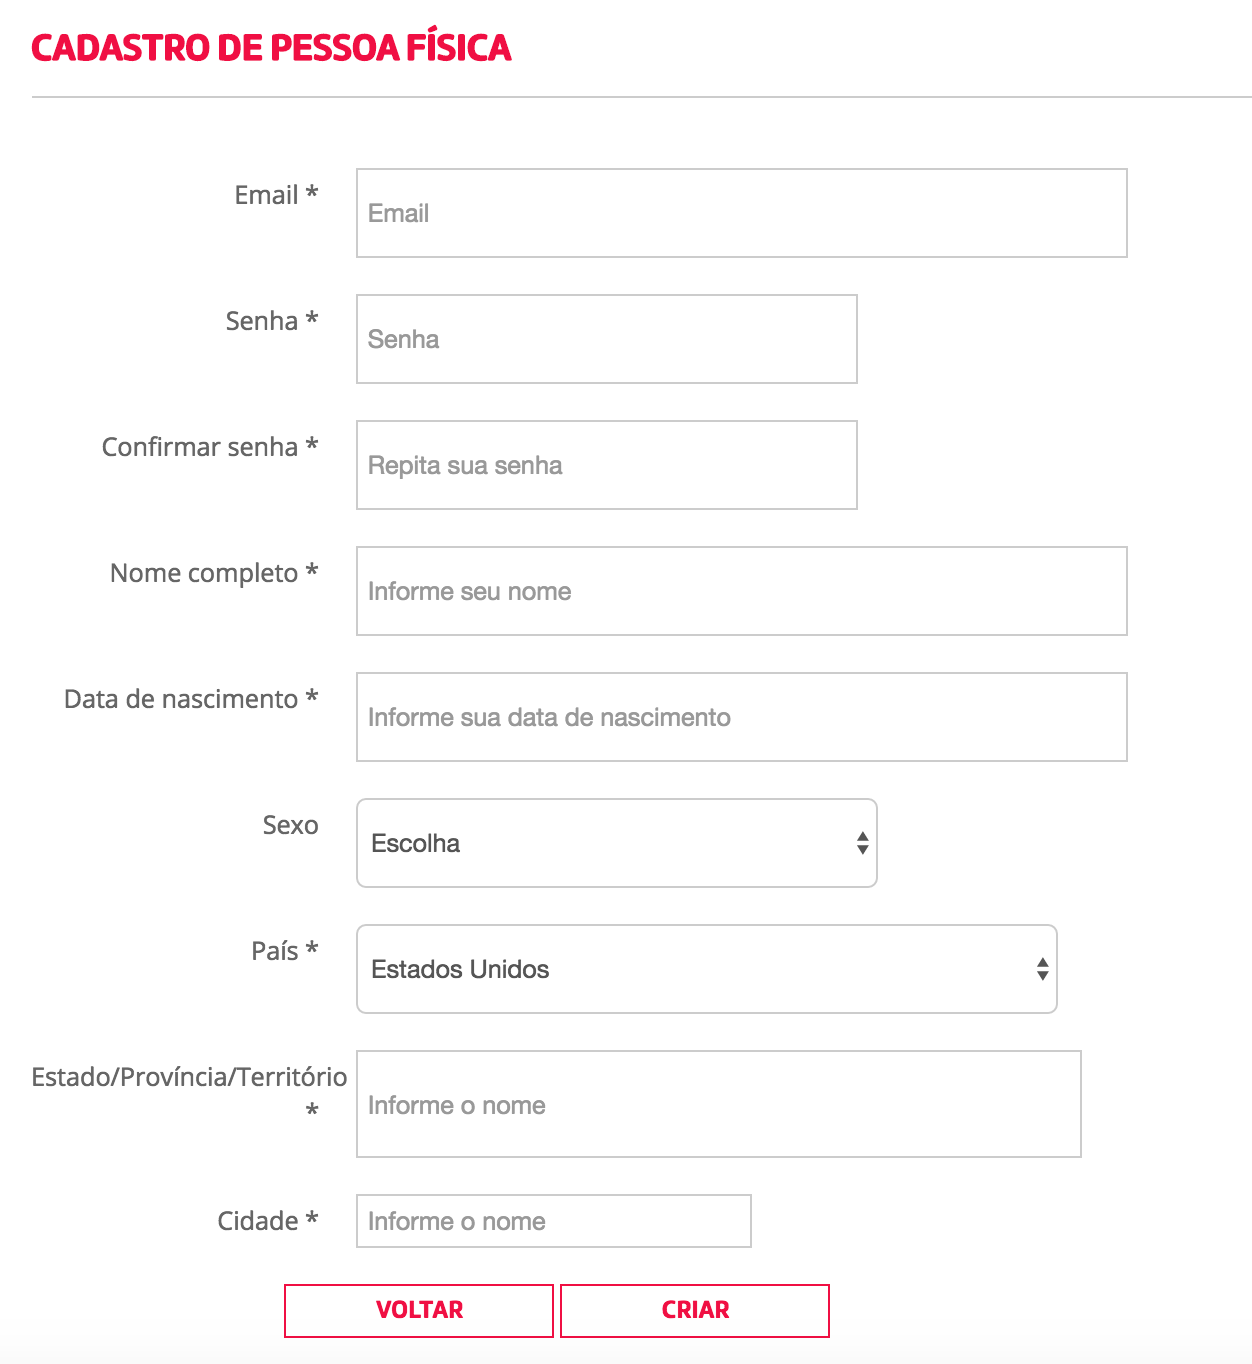 CADASTRO DE PESSOA FÍSICA
Email *
Email
Senha *
Senha
Confirmar senha *
Repita sua senha
Nome completo *
Informe seu nome
Data de nascimento *
Informe sua data de nascimento
Sexo
Escolha
País *
Estados Unidos
Estado/Província/Território
*
Informe o nome
Cidade *
Informe o nome
VOLTAR
CRIAR